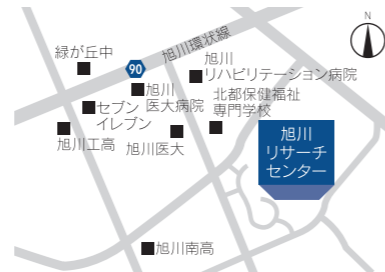 N
旭川環状線
緑が丘中
90
旭川
リハビリテーション病院
旭川
医大病院
北都保健福祉
専門学校
セブン
イレブン
旭川工高
旭川医大
旭川
リサーチ
センター
旭川南高